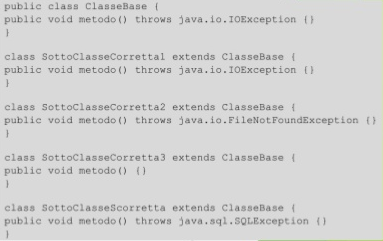 public class ClasseBase {
public void metodo() throws java.io.IOException {}
}
class SottoClasseCorretta1 extends ClasseBase {
public void metodo() throws java.io.IOException {}
}
class SottoClasseCorretta2 extends ClasseBase {
public void metodo() throws java.io.FileNotFoundException {}
}
class SottoClasseCorretta3 extends ClasseBase {
public void metodo() {}
}
class SottoClasseScorretta extends ClasseBase {
public void metodo() throws java.sql.SQLException {}
}